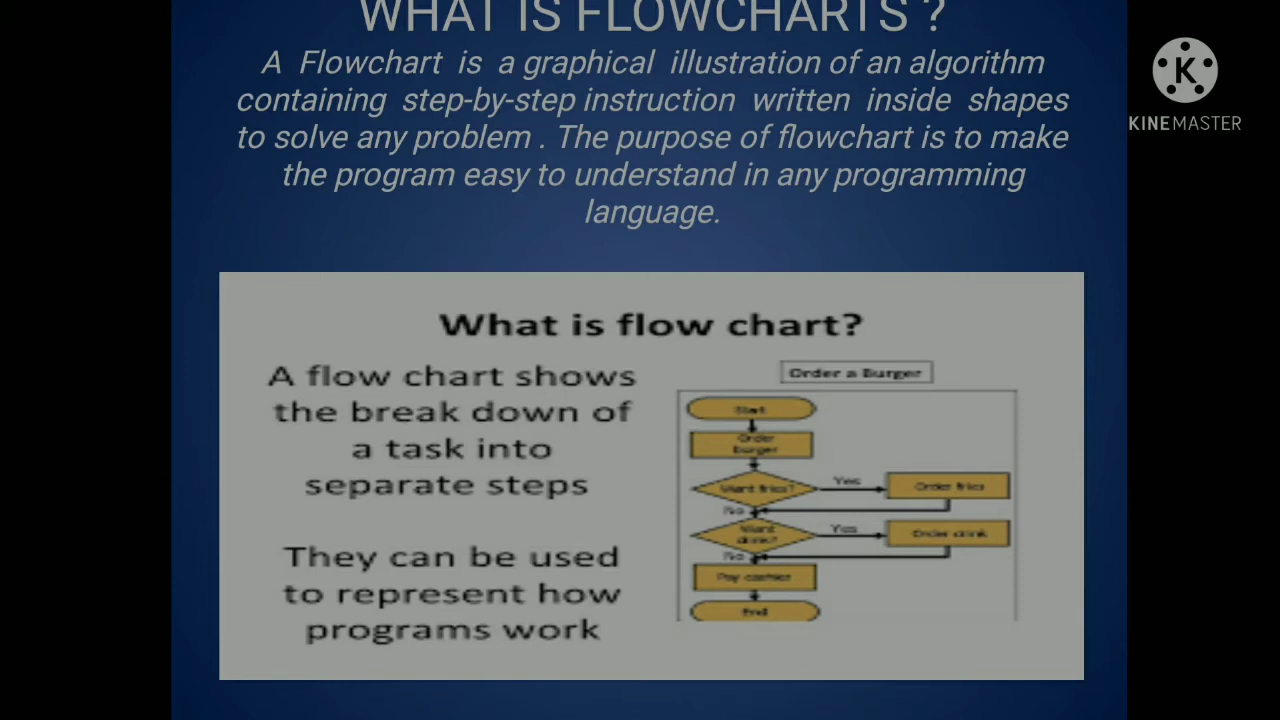 WHAT IS FLOWCHARTS ?
A Flowchart is a graphical illustration of an algorithm
containing step-by-step instruction written inside shapes
to solve any problem . The purpose of flowchart is to make
the program easy to understand in any programming
language.
KINEMASTER
What is flow chart?
A flow chart shows
the break down of
a task into
separate steps
They can be used
to represent how
programs work
Order a Burger
Start
Order
burger
Want fries?
Yes
Order fries
No
Want
drink?
Yes
Order drink
No
Pay cashier
End